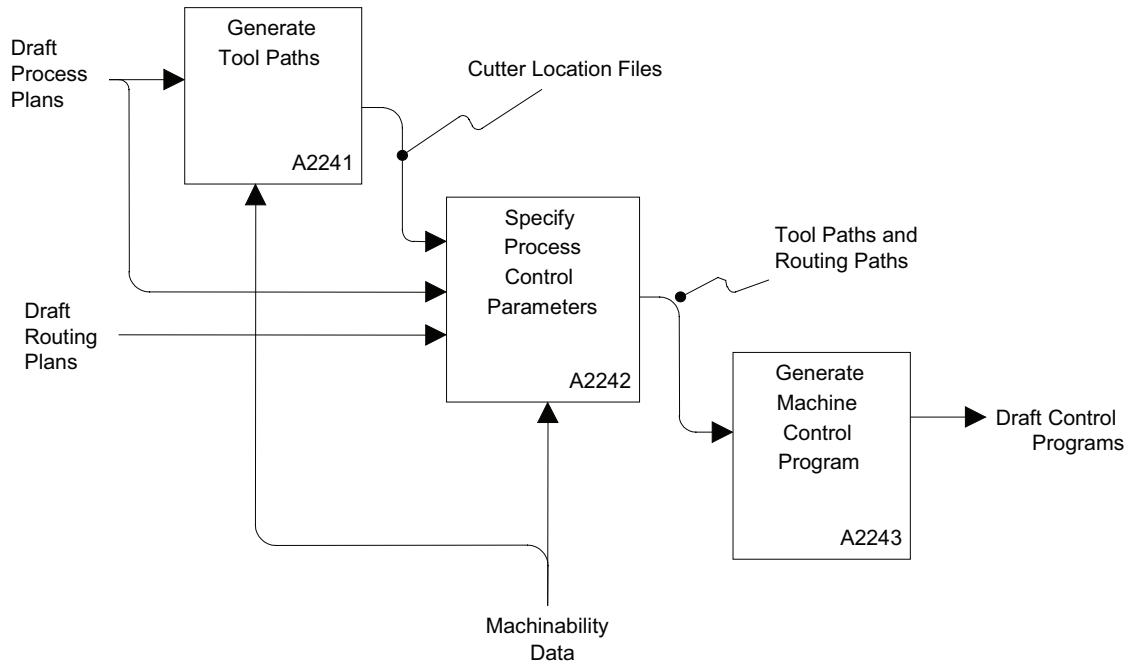 Generate
Tool Paths
A2241
Draft
Process
Plans
Cutter Location Files
Specify
Process
Control
Parameters
A2242
Tool Paths and
Routing Paths
Draft
Routing
Plans
Generate
Machine
Control
Program
A2243
Draft Control
Programs
Machinability
Data